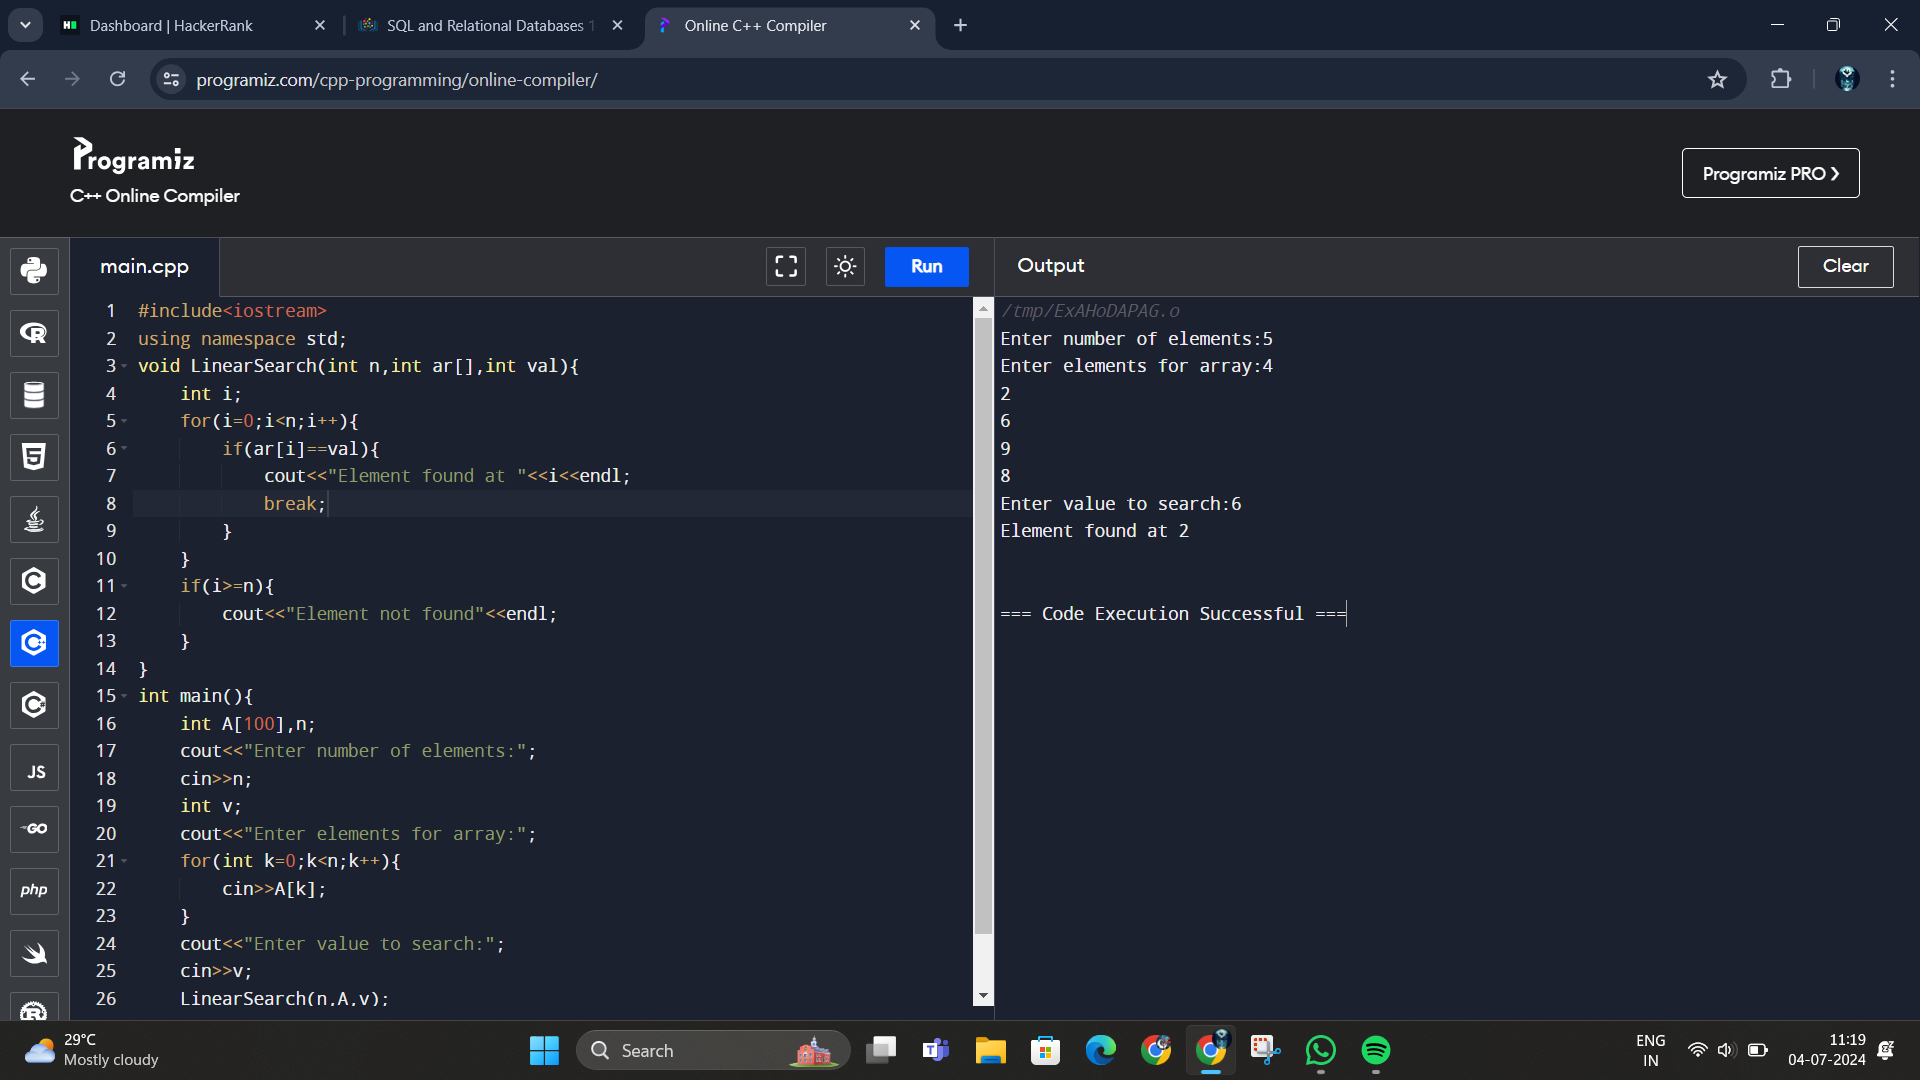 Dashboard | HackerRank
SQL and Relational Databases 1
Online C++ Compiler
programiz.com/cpp-programming/online-compiler/
Programiz
C++ Online Compiler
Programiz PRO ❯
main.cpp
Run
Output
Clear
1 #include<iostream>
2 using namespace std;
3 void LinearSearch(int n,int ar[],int val){
4 int i;
5 for(i=0;i<n;i++){
6 if(ar[i]==val){
7 cout<<"Element found at "<<i<<endl;
8 break;
9 }
10 }
11 if(i>=n){
12 cout<<"Element not found"<<endl;
13 }
14 }
15 int main(){
16 int A[100],n;
17 cout<<"Enter number of elements:";
18 cin>>n;
19 int v;
20 cout<<"Enter elements for array:";
21 for(int k=0;k<n;k++){
22 cin>>A[k];
23 }
24 cout<<"Enter value to search:";
25 cin>>v;
26 LinearSearch(n,A,v);
/tmp/ExAHoDAPAG.o
Enter number of elements:5
Enter elements for array:4
2
6
9
8
Enter value to search:6
Element found at 2
=== Code Execution Successful ===
JS
GO
php
29°C
Mostly cloudy
Search
ENG
IN
11:19
04-07-2024